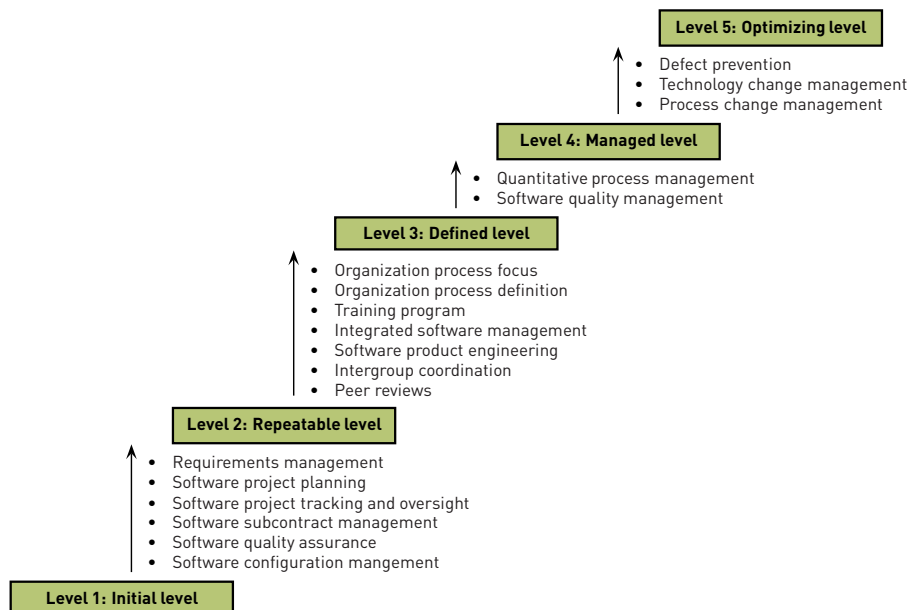 Level 5: Optimizing level
• Defect prevention
• Technology change management
• Process change management
Level 4: Managed level
• Quantitative process management
• Software quality management
Level 3: Defined level
• Organization process focus
• Organization process definition
• Training program
• Integrated software management
• Software product engineering
• Intergroup coordination
• Peer reviews
Level 2: Repeatable level
• Requirements management
• Software project planning
• Software project tracking and oversight
• Software subcontract management
• Software quality assurance
• Software configuration mangement
Level 1: Initial level